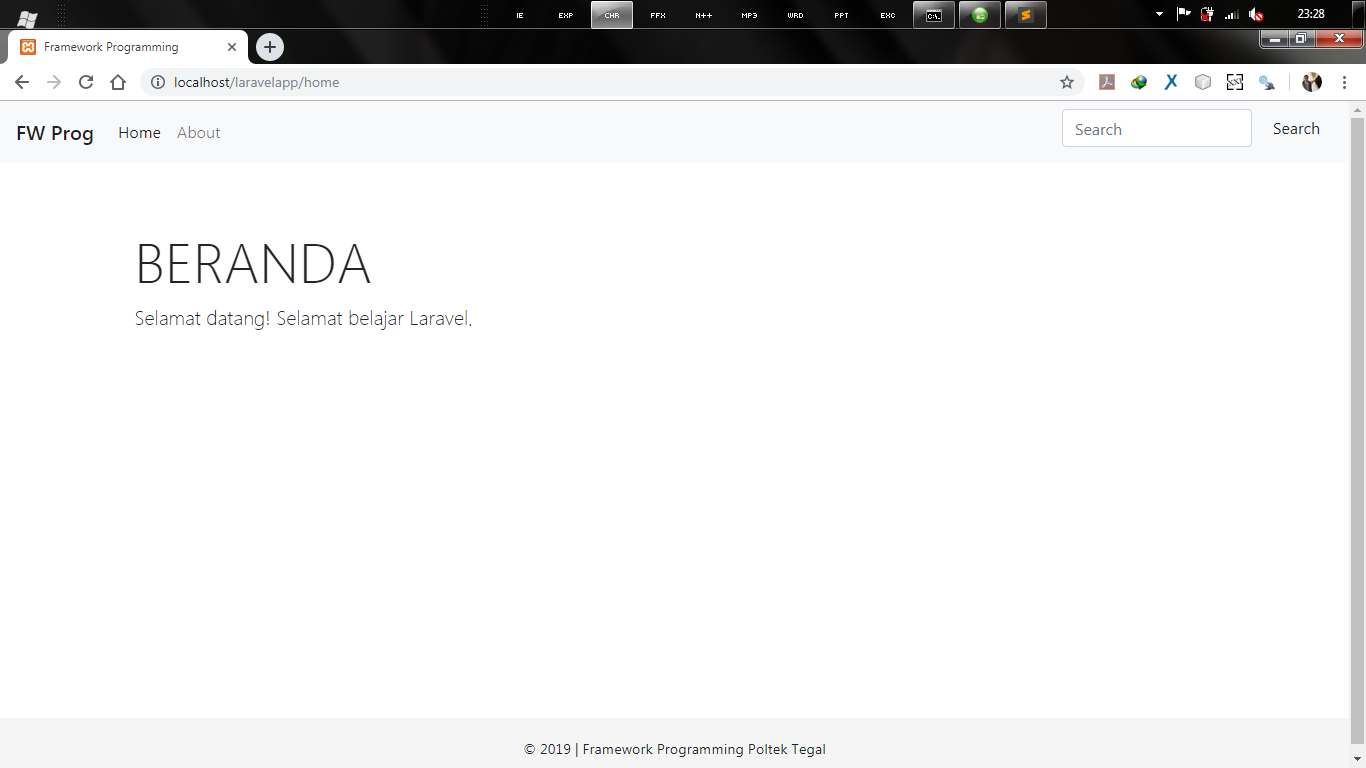 IE EXP CHR FFX N++ MP3 WRD PPT EXC C:\. 23:28
Framework Programming
localhost/laravelapp/home
FW Prog Home About Search Search
BERANDA
Selamat datang! Selamat belajar Laravel.
© 2019 | Framework Programming Poltek Tegal